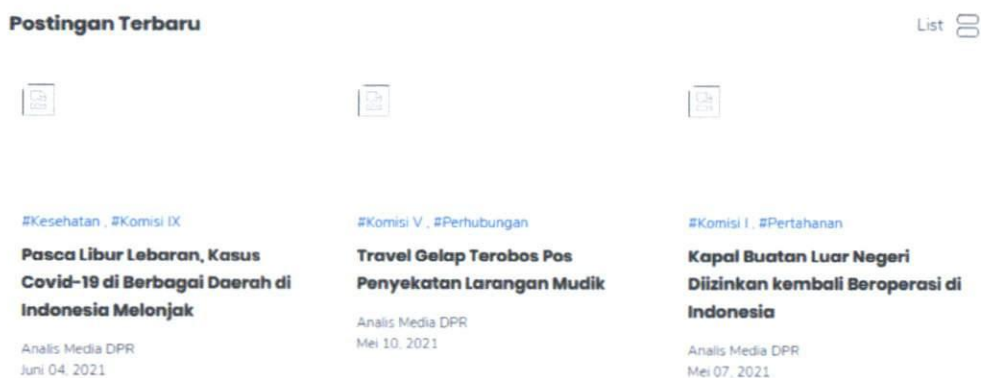 Postingan Terbaru
List
#Kesehatan , #Komisi IX
Pasca Libur Lebaran, Kasus
Covid-19 di Berbagai Daerah di
Indonesia Melonjak
Analis Media DPR
Juni 04, 2021
#Komisi V , #Perhubungan
Travel Gelap Terobos Pos
Penyekatan Larangan Mudik
Analis Media DPR
Mei 10, 2021
#Komisi I , #Pertahanan
Kapal Buatan Luar Negeri
Diizinkan kembali Beroperasi di
Indonesia
Analis Media DPR
Mei 07, 2021